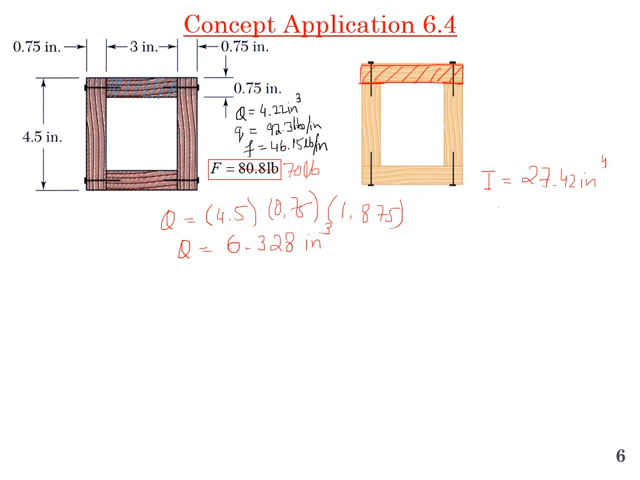 Concept Application 6.4
0.75 in.
3 in.
0.75 in.
0.75 in.
4.5 in.
Q = 4.22 in³
q = 92.3 lb/in
f = 46.15 lb/in
F = 80.8 lb 70 lb
I = 27.42 in⁴
Q = (4.5) (0.75) (1.875)
Q = 6.328 in³
6